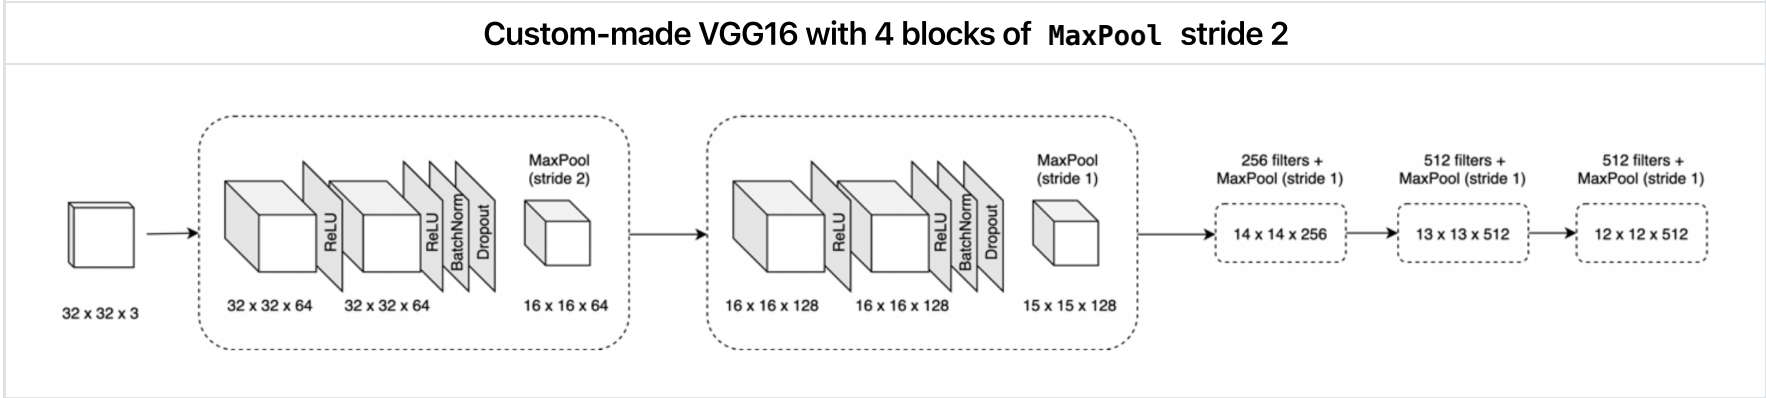 Custom-made VGG16 with 4 blocks of MaxPool stride 2
32 x 32 x 3
ReLU
ReLU
BatchNorm
Dropout
MaxPool
(stride 2)
32 x 32 x 64
32 x 32 x 64
16 x 16 x 64
ReLU
ReLU
BatchNorm
Dropout
MaxPool
(stride 1)
16 x 16 x 128
16 x 16 x 128
15 x 15 x 128
256 filters +
MaxPool (stride 1)
14 x 14 x 256
512 filters +
MaxPool (stride 1)
13 x 13 x 512
512 filters +
MaxPool (stride 1)
12 x 12 x 512